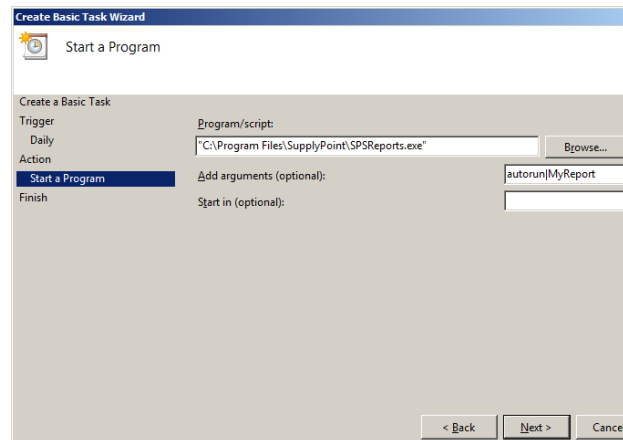 Create Basic Task Wizard
Start a Program
Create a Basic Task
Trigger
Daily
Action
Start a Program
Finish
Program/script:
"C:\Program Files\SupplyPoint\SPSReports.exe"
Browse...
Add arguments (optional):
autorun|MyReport
Start in (optional):
< Back
Next >
Cance